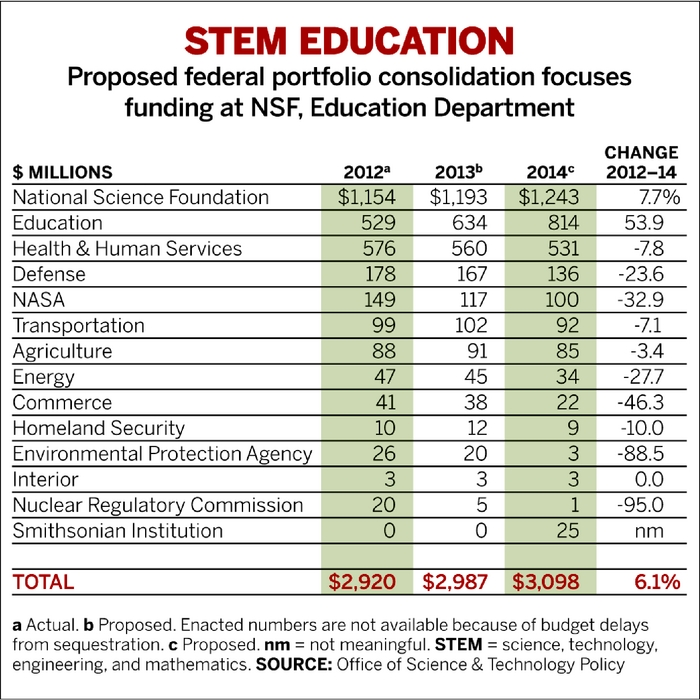 STEM EDUCATION
Proposed federal portfolio consolidation focuses
funding at NSF, Education Department
CHANGE
$ MILLIONS 2012a 2013b 2014c 2012–14
National Science Foundation $1,154 $1,193 $1,243 7.7%
Education 529 634 814 53.9
Health & Human Services 576 560 531 -7.8
Defense 178 167 136 -23.6
NASA 149 117 100 -32.9
Transportation 99 102 92 -7.1
Agriculture 88 91 85 -3.4
Energy 47 45 34 -27.7
Commerce 41 38 22 -46.3
Homeland Security 10 12 9 -10.0
Environmental Protection Agency 26 20 3 -88.5
Interior 3 3 3 0.0
Nuclear Regulatory Commission 20 5 1 -95.0
Smithsonian Institution 0 0 25 nm
TOTAL $2,920 $2,987 $3,098 6.1%
a Actual. b Proposed. Enacted numbers are not available because of budget delays
from sequestration. c Proposed. nm = not meaningful. STEM = science, technology,
engineering, and mathematics. SOURCE: Office of Science & Technology Policy